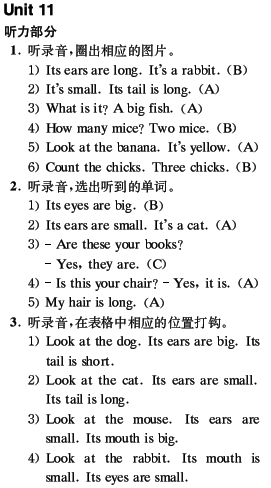 Unit 11
听力部分
1. 听录音,圈出相应的图片。
1) Its ears are long. It's a rabbit. (B)
2) It's small. Its tail is long. (A)
3) What is it? A big fish. (A)
4) How many mice? Two mice. (B)
5) Look at the banana. It's yellow. (A)
6) Count the chicks. Three chicks. (B)
2. 听录音,选出听到的单词。
1) Its eyes are big. (B)
2) Its ears are small. It's a cat. (A)
3) - Are these your books?
- Yes, they are. (C)
4) - Is this your chair? - Yes, it is. (A)
5) My hair is long. (A)
3. 听录音,在表格中相应的位置打钩。
1) Look at the dog. Its ears are big. Its
tail is short.
2) Look at the cat. Its ears are small.
Its tail is long.
3) Look at the mouse. Its ears are
small. Its mouth is big.
4) Look at the rabbit. Its mouth is
small. Its eyes are small.